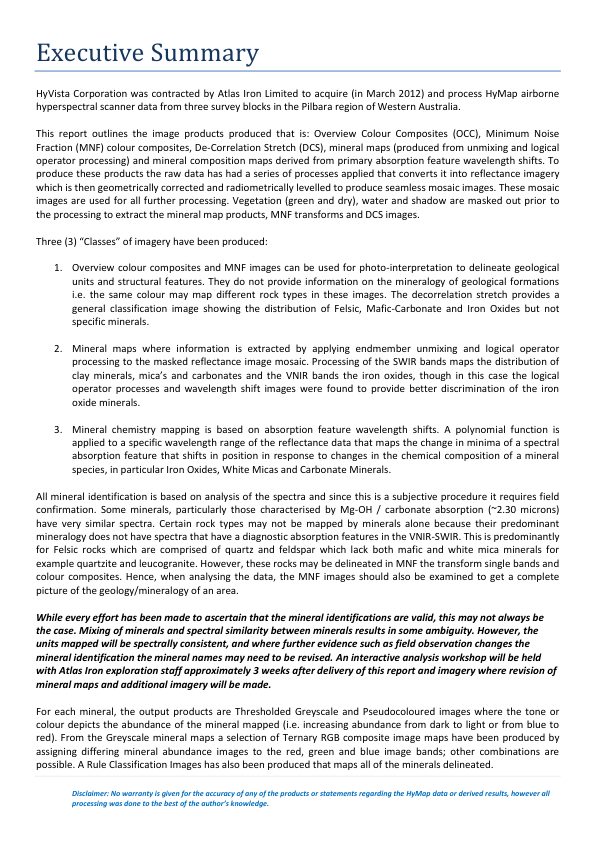 Executive Summary
HyVista Corporation was contracted by Atlas Iron Limited to acquire (in March 2012) and process HyMap airborne
hyperspectral scanner data from three survey blocks in the Pilbara region of Western Australia.
This report outlines the image products produced that is: Overview Colour Composites (OCC), Minimum Noise
Fraction (MNF) colour composites, De-Correlation Stretch (DCS), mineral maps (produced from unmixing and logical
operator processing) and mineral composition maps derived from primary absorption feature wavelength shifts. To
produce these products the raw data has had a series of processes applied that converts it into reflectance imagery
which is then geometrically corrected and radiometrically levelled to produce seamless mosaic images. These mosaic
images are used for all further processing. Vegetation (green and dry), water and shadow are masked out prior to
the processing to extract the mineral map products, MNF transforms and DCS images.
Three (3) “Classes” of imagery have been produced:
1. Overview colour composites and MNF images can be used for photo-interpretation to delineate geological
units and structural features. They do not provide information on the mineralogy of geological formations
i.e. the same colour may map different rock types in these images. The decorrelation stretch provides a
general classification image showing the distribution of Felsic, Mafic-Carbonate and Iron Oxides but not
specific minerals.
2. Mineral maps where information is extracted by applying endmember unmixing and logical operator
processing to the masked reflectance image mosaic. Processing of the SWIR bands maps the distribution of
clay minerals, mica’s and carbonates and the VNIR bands the iron oxides, though in this case the logical
operator processes and wavelength shift images were found to provide better discrimination of the iron
oxide minerals.
3. Mineral chemistry mapping is based on absorption feature wavelength shifts. A polynomial function is
applied to a specific wavelength range of the reflectance data that maps the change in minima of a spectral
absorption feature that shifts in position in response to changes in the chemical composition of a mineral
species, in particular Iron Oxides, White Micas and Carbonate Minerals.
All mineral identification is based on analysis of the spectra and since this is a subjective procedure it requires field
confirmation. Some minerals, particularly those characterised by Mg-OH / carbonate absorption (~2.30 microns)
have very similar spectra. Certain rock types may not be mapped by minerals alone because their predominant
mineralogy does not have spectra that have a diagnostic absorption features in the VNIR-SWIR. This is predominantly
for Felsic rocks which are comprised of quartz and feldspar which lack both mafic and white mica minerals for
example quartzite and leucogranite. However, these rocks may be delineated in MNF the transform single bands and
colour composites. Hence, when analysing the data, the MNF images should also be examined to get a complete
picture of the geology/mineralogy of an area.
While every effort has been made to ascertain that the mineral identifications are valid, this may not always be
the case. Mixing of minerals and spectral similarity between minerals results in some ambiguity. However, the
units mapped will be spectrally consistent, and where further evidence such as field observation changes the
mineral identification the mineral names may need to be revised. An interactive analysis workshop will be held
with Atlas Iron exploration staff approximately 3 weeks after delivery of this report and imagery where revision of
mineral maps and additional imagery will be made.
For each mineral, the output products are Thresholded Greyscale and Pseudocoloured images where the tone or
colour depicts the abundance of the mineral mapped (i.e. increasing abundance from dark to light or from blue to
red). From the Greyscale mineral maps a selection of Ternary RGB composite image maps have been produced by
assigning differing mineral abundance images to the red, green and blue image bands; other combinations are
possible. A Rule Classification Images has also been produced that maps all of the minerals delineated.
Disclaimer: No warranty is given for the accuracy of any of the products or statements regarding the HyMap data or derived results, however all
processing was done to the best of the author’s knowledge.